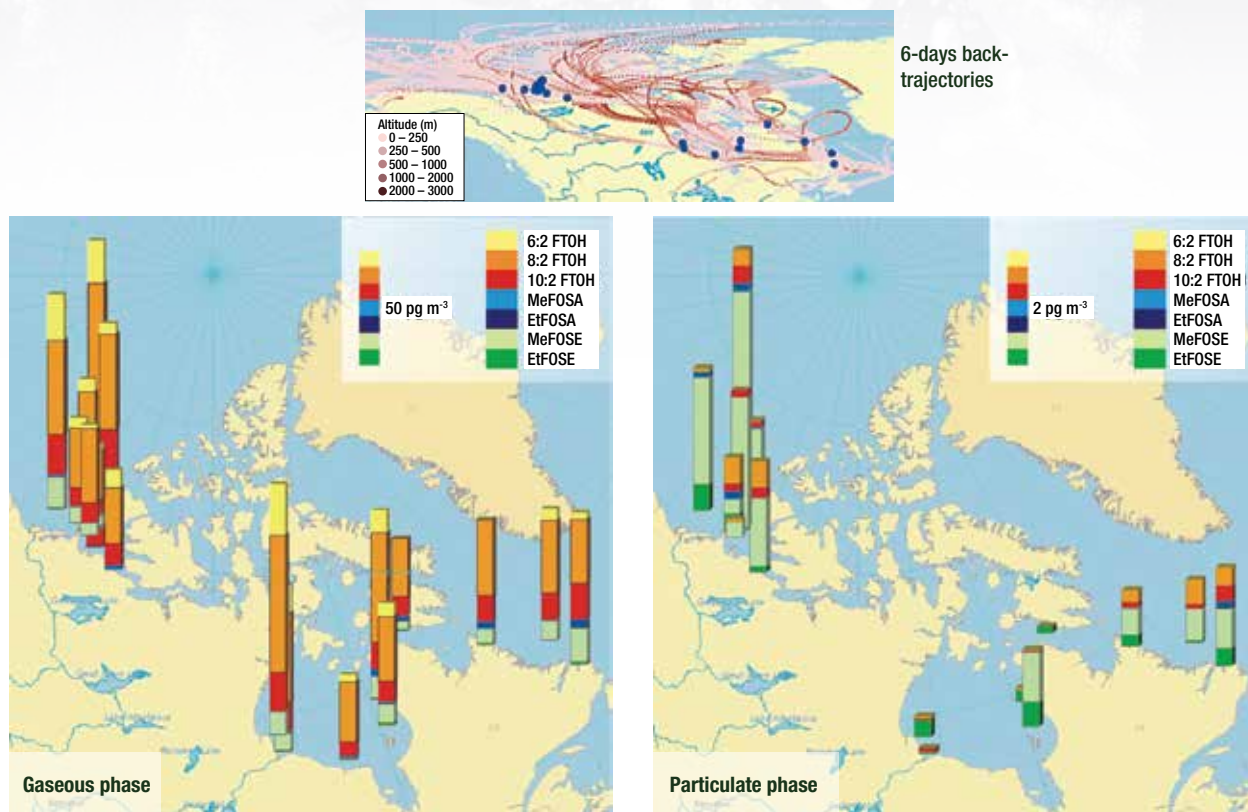 6-days back-
trajectories
Altitude (m)
0 – 250
250 – 500
500 – 1000
1000 – 2000
2000 – 3000
50 pg m⁻³
6:2 FTOH
8:2 FTOH
10:2 FTOH
MeFOSA
EtFOSA
MeFOSE
EtFOSE
Gaseous phase
2 pg m⁻³
6:2 FTOH
8:2 FTOH
10:2 FTOH
MeFOSA
EtFOSA
MeFOSE
EtFOSE
Particulate phase